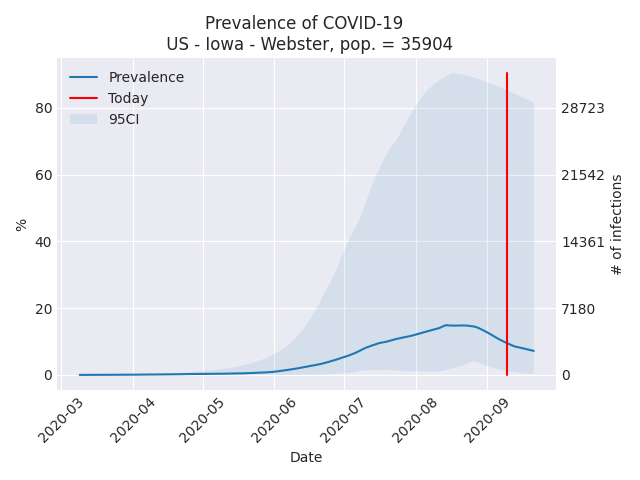 Prevalence of COVID-19
US - Iowa - Webster, pop. = 35904
Prevalence
Today
95CI
80
60
40
20
0
%
28723
21542
14361
7180
0
# of infections
2020-03
2020-04
2020-05
2020-06
2020-07
2020-08
2020-09
Date